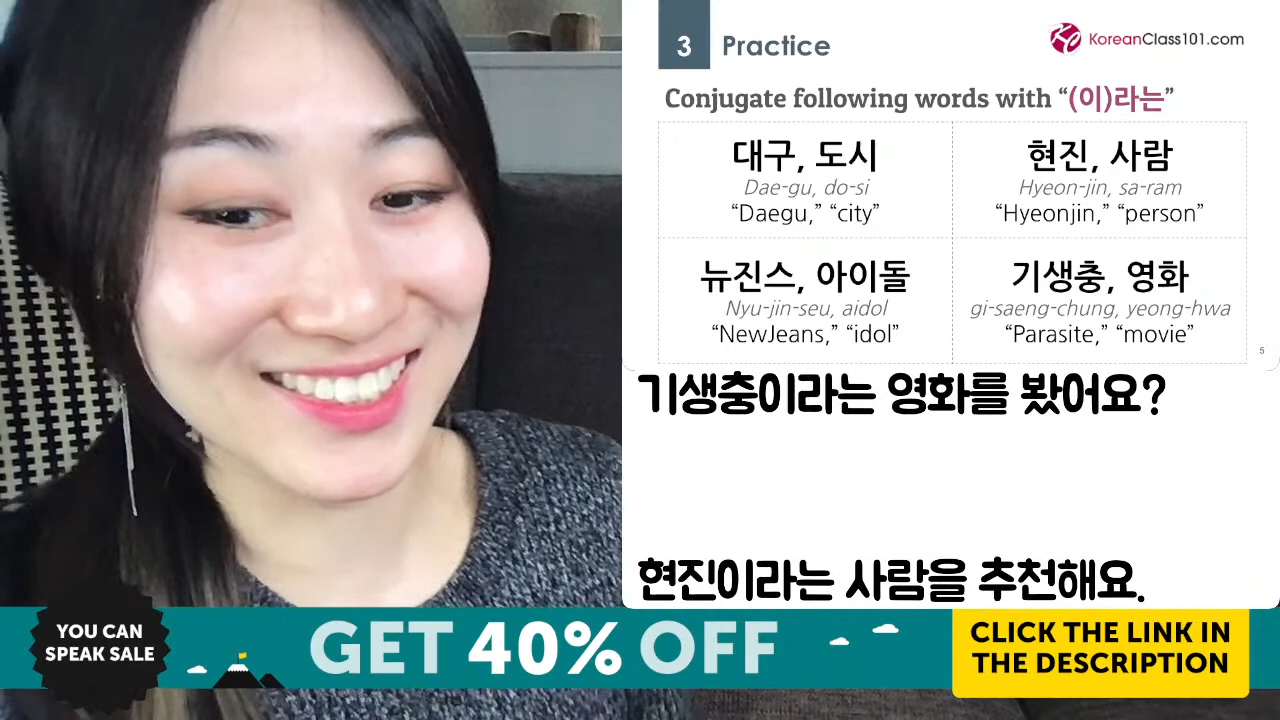 3 Practice
KoreanClass101.com
Conjugate following words with “(이)라는”
대구, 도시
Dae-gu, do-si
“Daegu,” “city”
현진, 사람
Hyeon-jin, sa-ram
“Hyeonjin,” “person”
뉴진스, 아이돌
Nyu-jin-seu, aidol
“NewJeans,” “idol”
기생충, 영화
gi-saeng-chung, yeong-hwa
“Parasite,” “movie”
5
기생충이라는 영화를 봤어요?
현진이라는 사람을 추천해요.
YOU CAN
SPEAK SALE
GET 40% OFF
CLICK THE LINK IN
THE DESCRIPTION